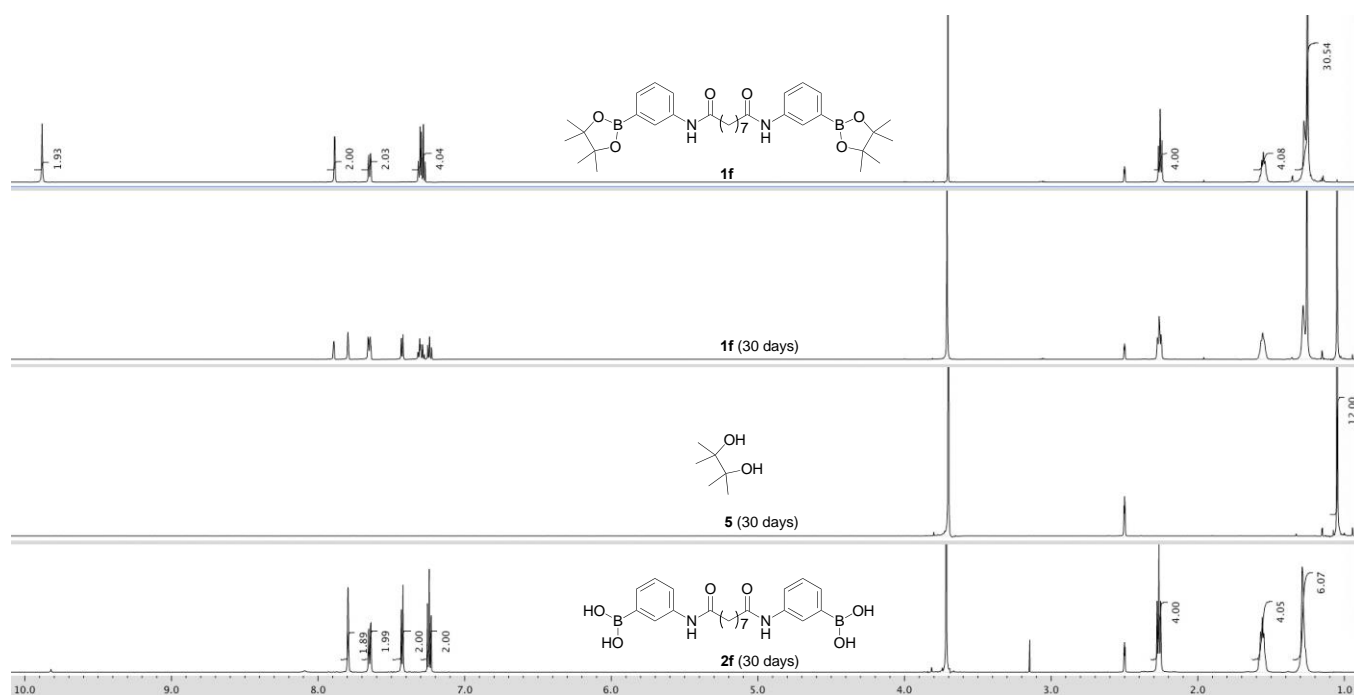 1.93
2.00
2.03
4.04
4.00
4.08
30.54
O O
O B N H ( ) 7 N H B O
O O
1f
1f (30 days)
12.00
OH
OH
5 (30 days)
1.89
1.99
2.00
2.00
4.00
4.05
6.07
O O
HO B N H ( ) 7 N H B OH
HO OH
2f (30 days)
10.0 9.0 8.0 7.0 6.0 5.0 4.0 3.0 2.0 1.0